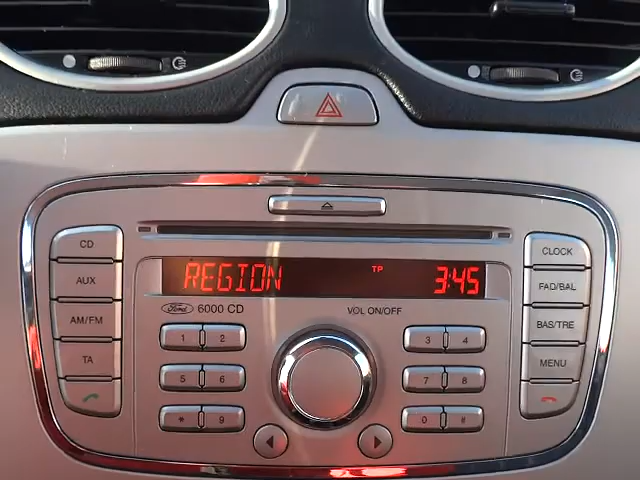 CD
AUX
AM/FM
TA
REGION TP 3:45
Ford 6000 CD
VOL ON/OFF
1 2
5 6
* 9
3 4
7 8
0 #
CLOCK
FAD/BAL
BAS/TRE
MENU